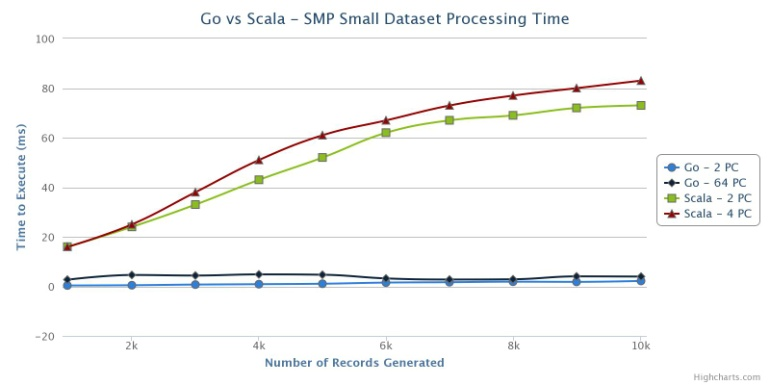 Go vs Scala – SMP Small Dataset Processing Time
Time to Execute (ms)
100
80
60
40
20
0
−20
2k
4k
6k
8k
10k
Number of Records Generated
Go – 2 PC
Go – 64 PC
Scala – 2 PC
Scala – 4 PC
Highcharts.com